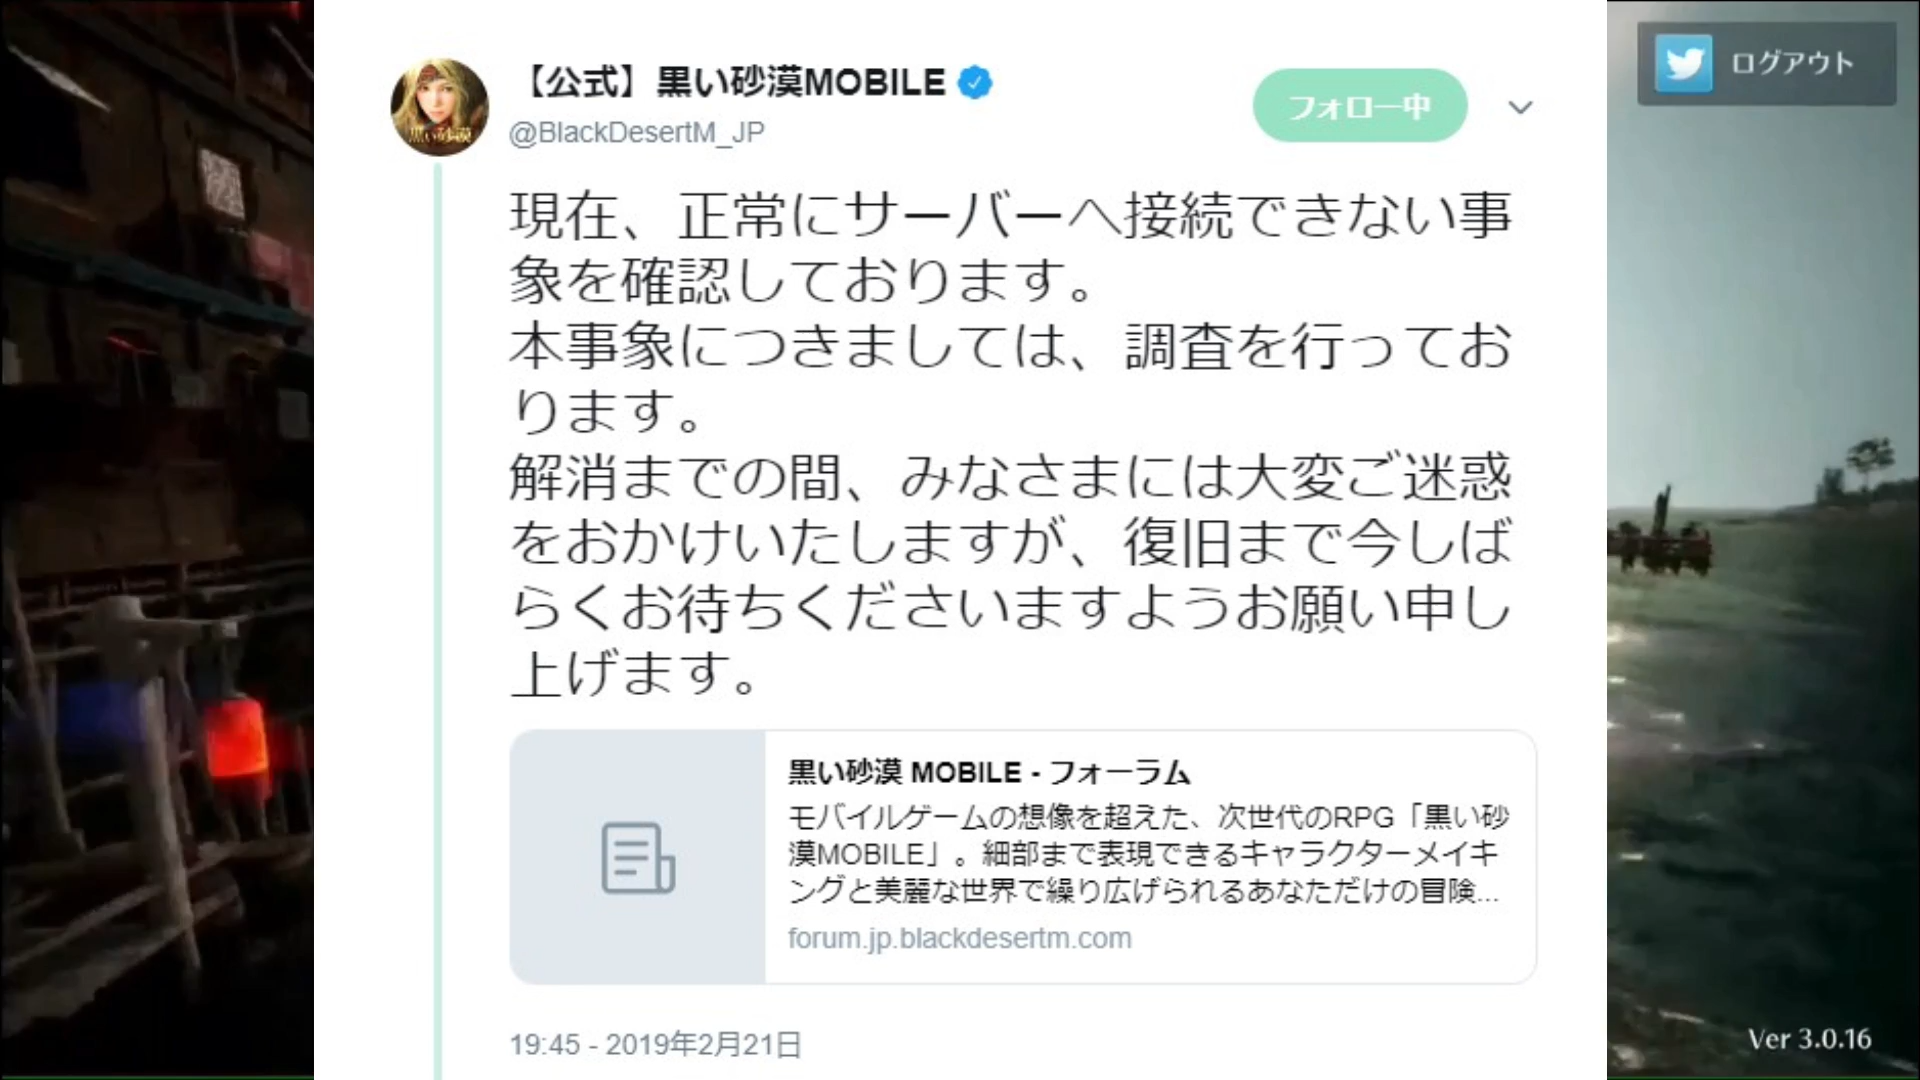 【公式】黒い砂漠MOBILE
@BlackDesertM_JP
フォロー中
ログアウト
現在、正常にサーバーへ接続できない事
象を確認しております。
本事象につきましては、調査を行ってお
ります。
解消までの間、みなさまには大変ご迷惑
をおかけいたしますが、復旧まで今しば
らくお待ちくださいますようお願い申し
上げます。
黒い砂漠 MOBILE - フォーラム
モバイルゲームの想像を超えた、次世代のRPG「黒い砂
漠MOBILE」。細部まで表現できるキャラクターメイキ
ングと美麗な世界で繰り広げられるあなただけの冒険...
forum.jp.blackdesertm.com
19:45 - 2019年2月21日
Ver 3.0.16
黒い砂漠